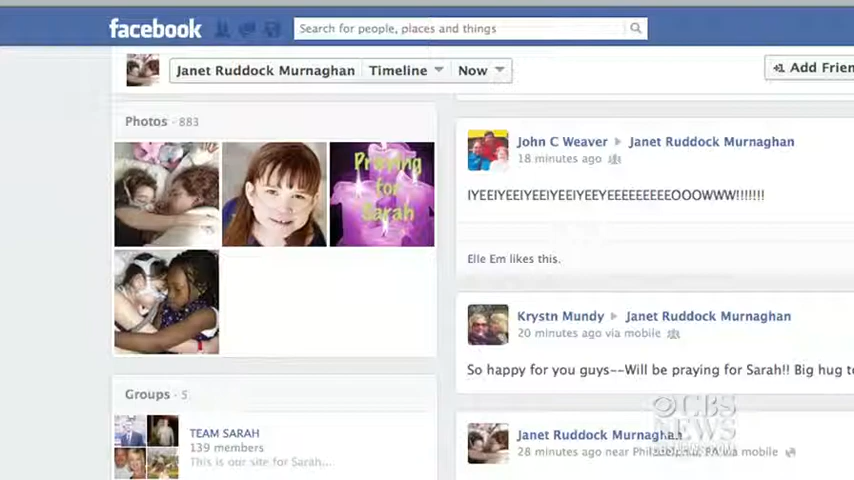 facebook
Search for people, places and things
Janet Ruddock Murnaghan
Timeline
Now
+1 Add Frien
Photos · 883
Praying
for
Sarah
Groups · 5
TEAM SARAH
139 members
This is our site for Sarah...
John C Weaver
Janet Ruddock Murnaghan
18 minutes ago
IYEEIYEEIYEEIYEEIYEEYEEEEEEEEEOOOWWW!!!!!!!
Elle Em likes this.
Krystn Mundy
Janet Ruddock Murnaghan
20 minutes ago via mobile
So happy for you guys--Will be praying for Sarah!! Big hug to
CBS
NEWS
Janet Ruddock Murnaghan
28 minutes ago near Philadelphia, PA via mobile